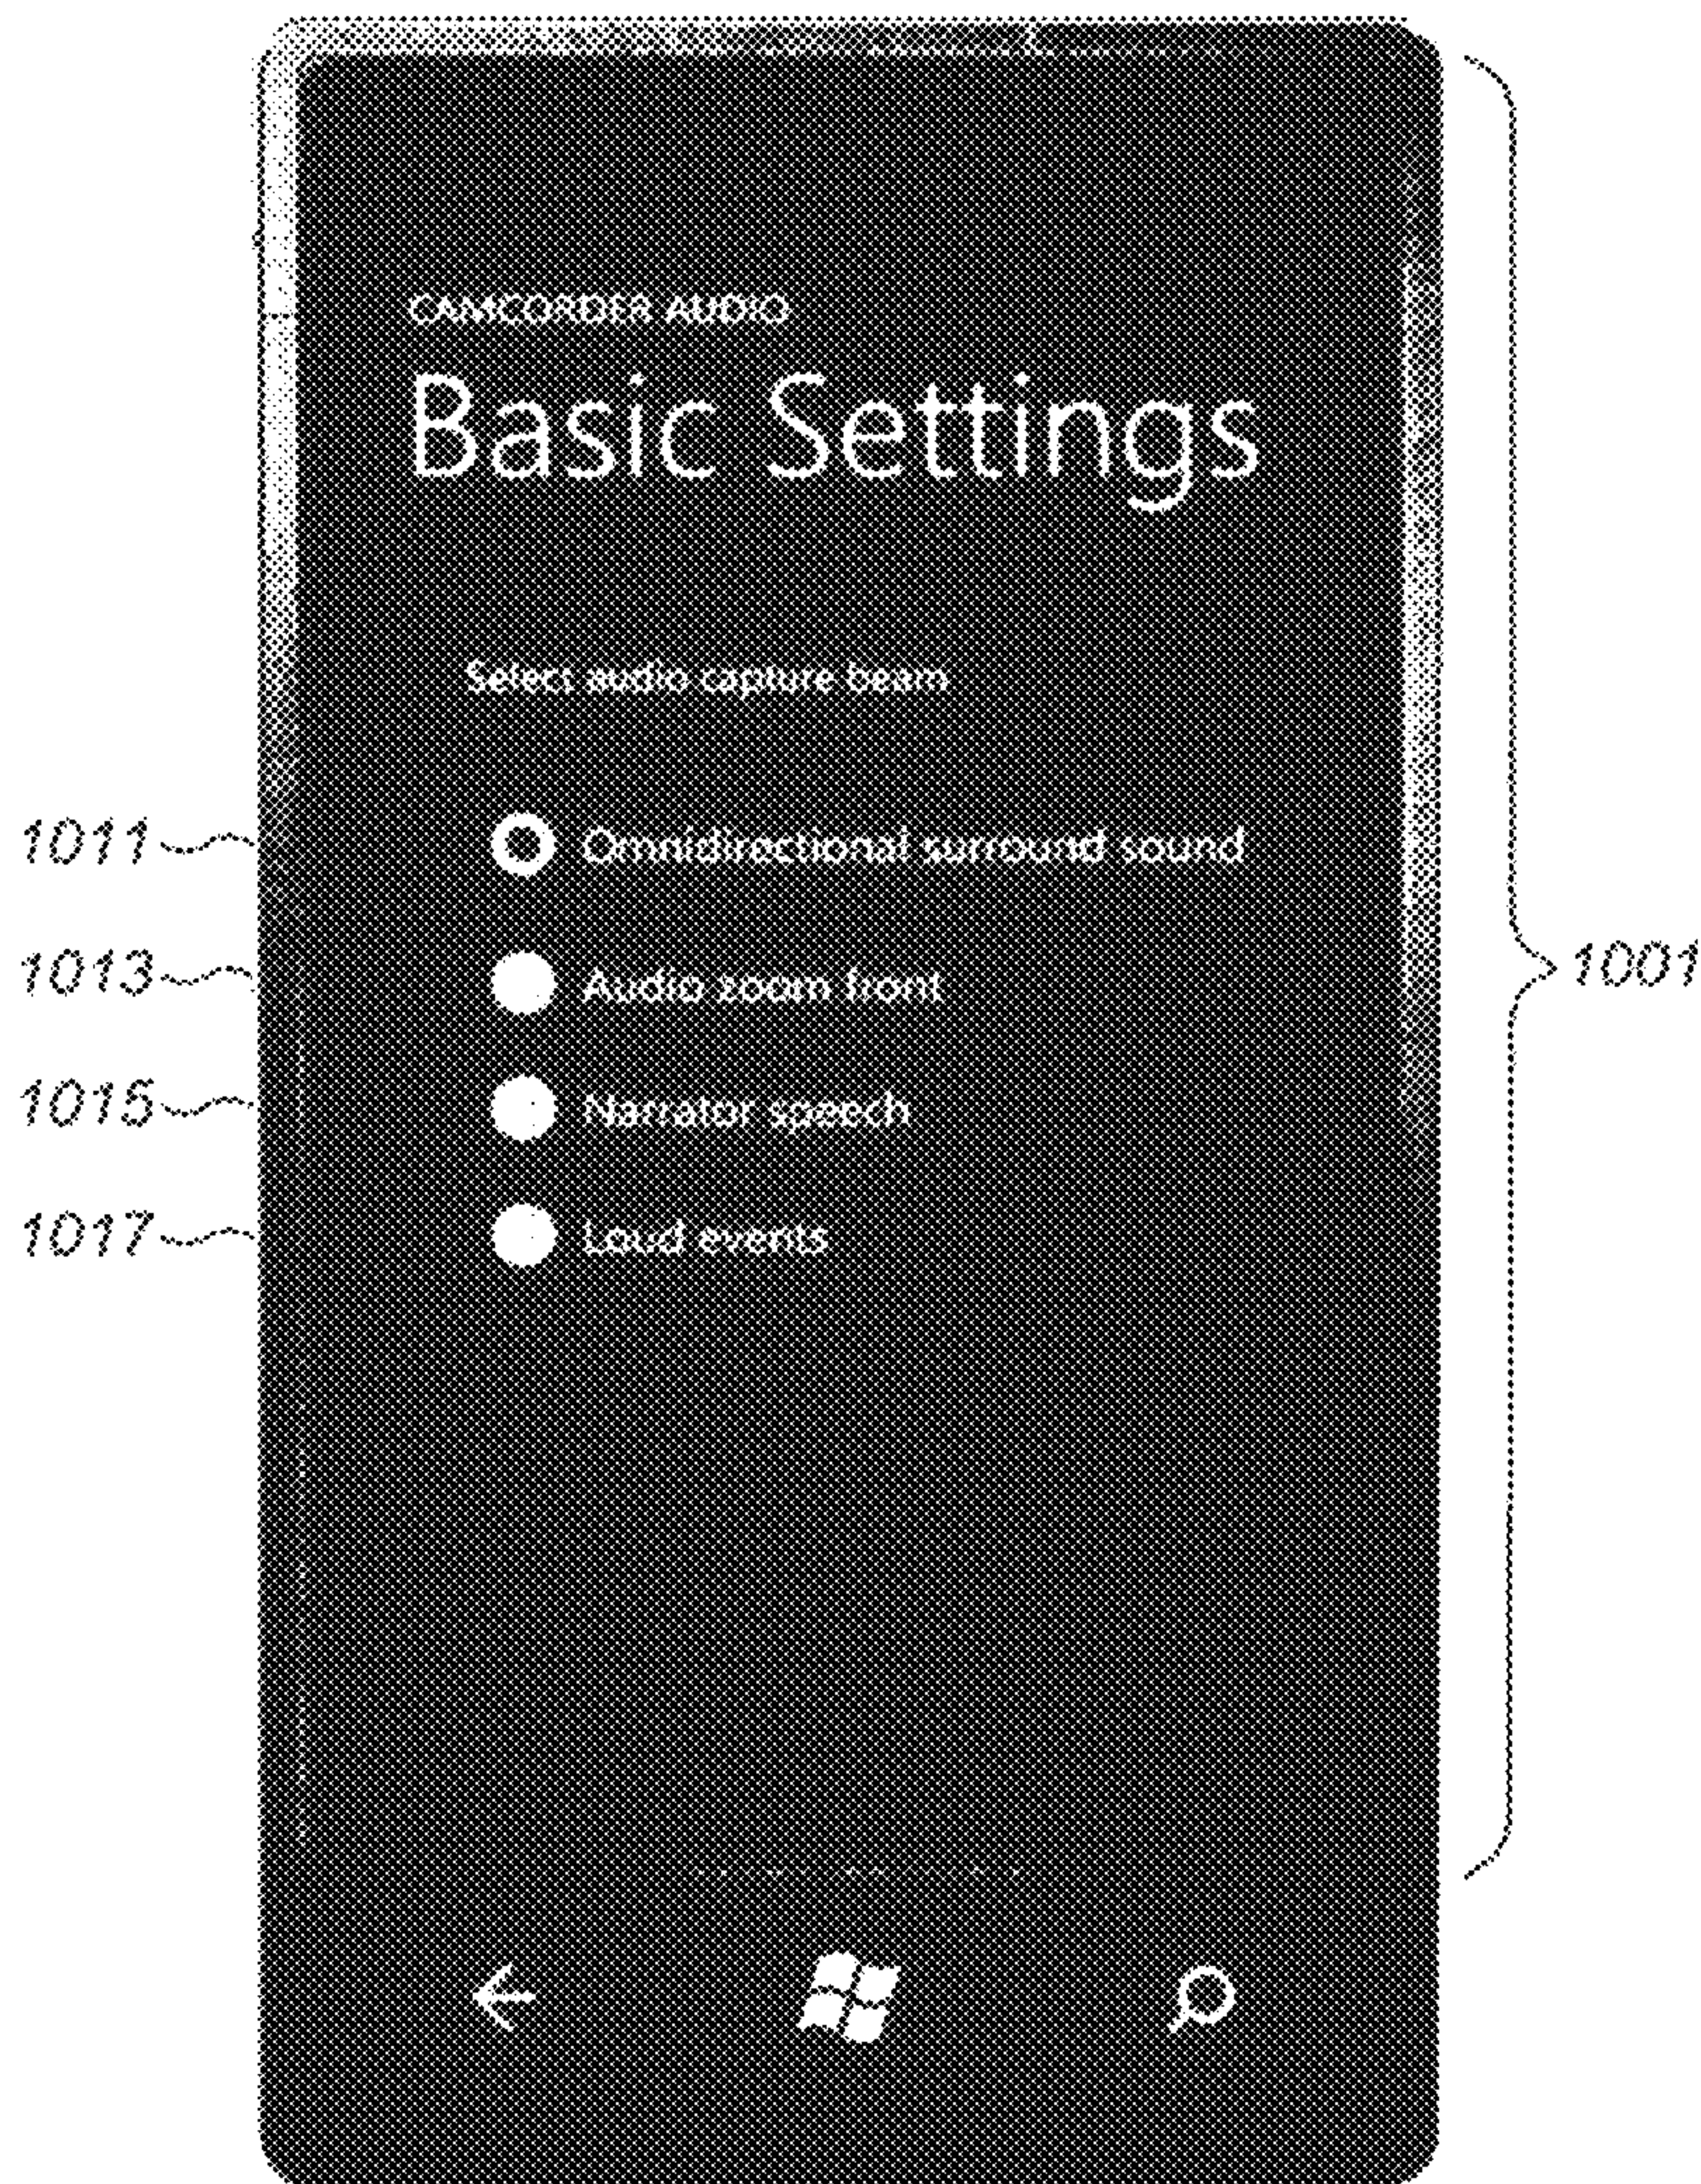 CAMCORDER AUDIO
Basic Settings
Select audio capture beam
1011 Omnidirectional surround sound
1013 Audio zoom front
1001
1015 Narrator speech
1017 Loud events